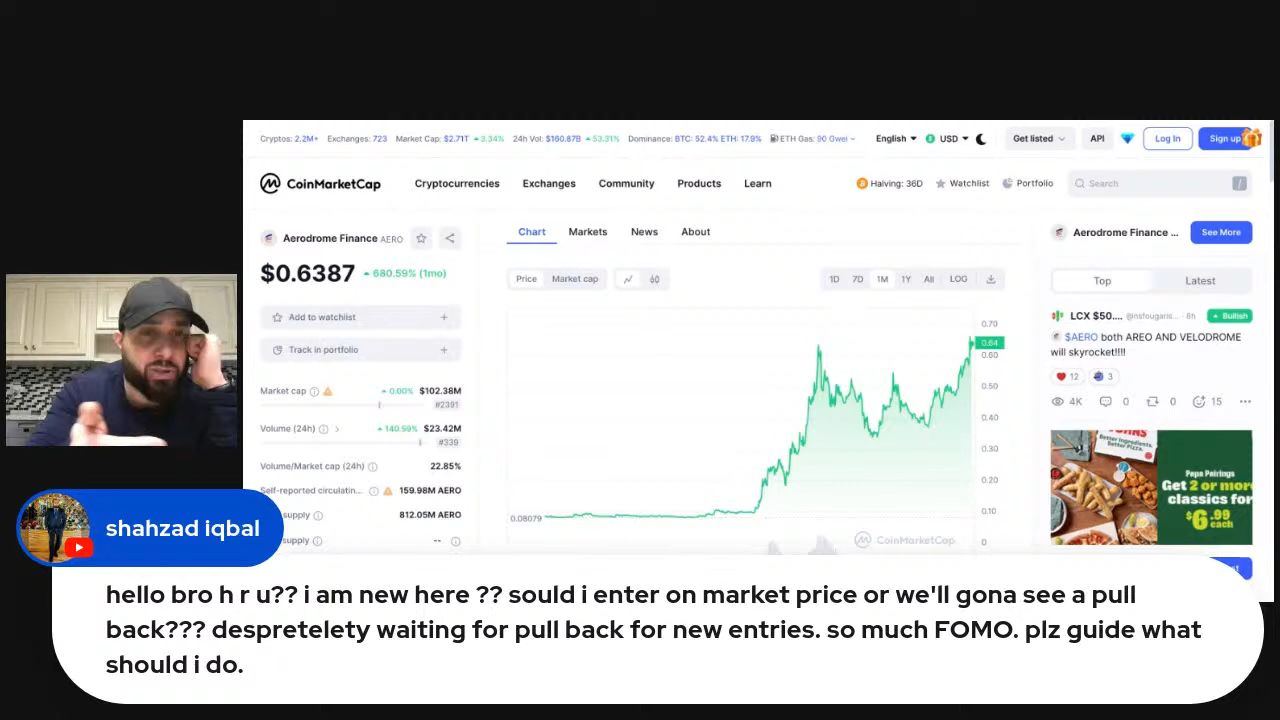 Cryptos: 2.2M+ Exchanges: 723 Market Cap: $2.71T 3.34% 24h Vol: $160.87B 53.31% Dominance: BTC: 52.4% ETH: 17.9% ETH Gas: 90 Gwei English USD Get listed API Log In Sign up
CoinMarketCap Cryptocurrencies Exchanges Community Products Learn Halving: 36D Watchlist Portfolio Search /
Aerodrome Finance AERO
$0.6387 680.59% (1mo)
Add to watchlist +
Track in portfolio +
Market cap 0.00% $102.38M
#2391
Volume (24h) 140.59% $23.42M
#339
Volume/Market cap (24h) 22.85%
Self-reported circulatin... 159.98M AERO
supply 812.05M AERO
supply --
Chart Markets News About
Price Market cap 1D 7D 1M 1Y All LOG
0.70
0.64
0.60
0.50
0.40
0.30
0.20
0.10
0
0.08079
CoinMarketCap
Aerodrome Finance ... See More
Top Latest
LCX $50.... @nsfougaris... · 8h Bullish
$AERO both AREO AND VELODROME
will skyrocket!!!!
12 3
4K 0 0 15
Better Ingredients.
Better Pizza.
Papa Pairings
Get 2 or more
classics for
$6.99
each
shahzad iqbal
hello bro h r u?? i am new here ?? sould i enter on market price or we'll gona see a pull
back??? despretelety waiting for pull back for new entries. so much FOMO. plz guide what
should i do.